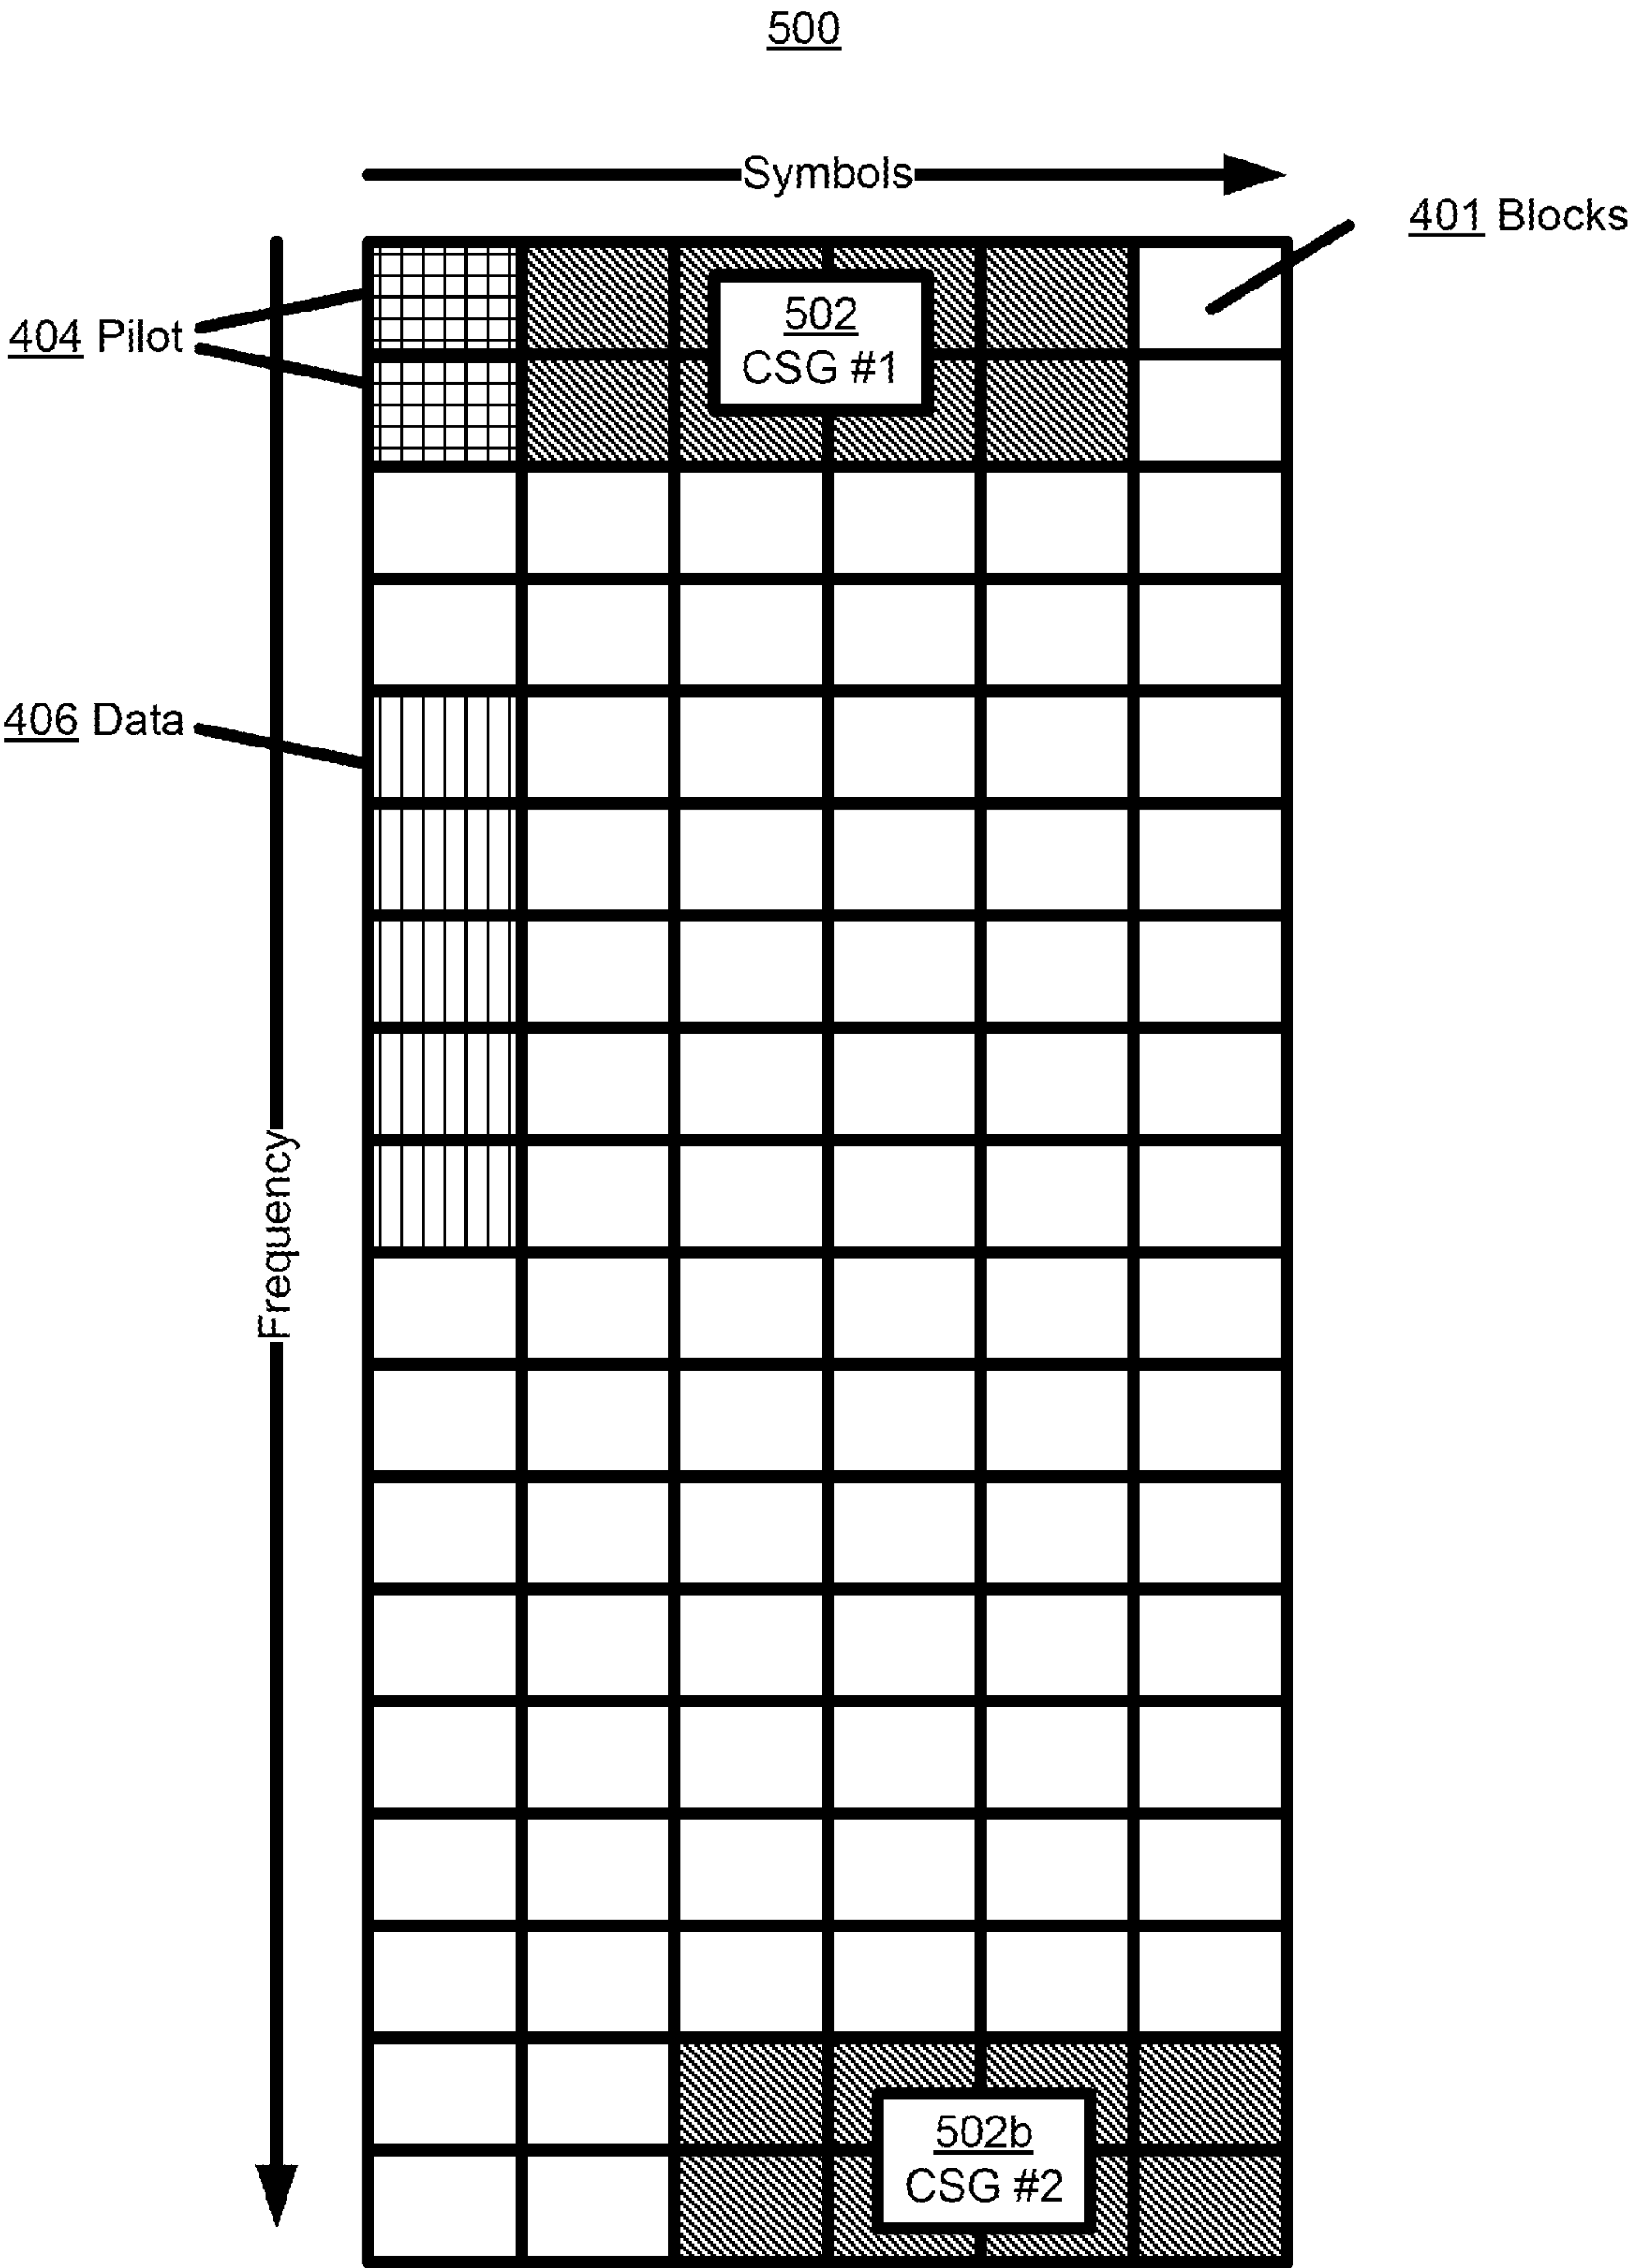 500
Symbols
401 Blocks
404 Pilot
502
CSG #1
406 Data
Frequency
502b
CSG #2